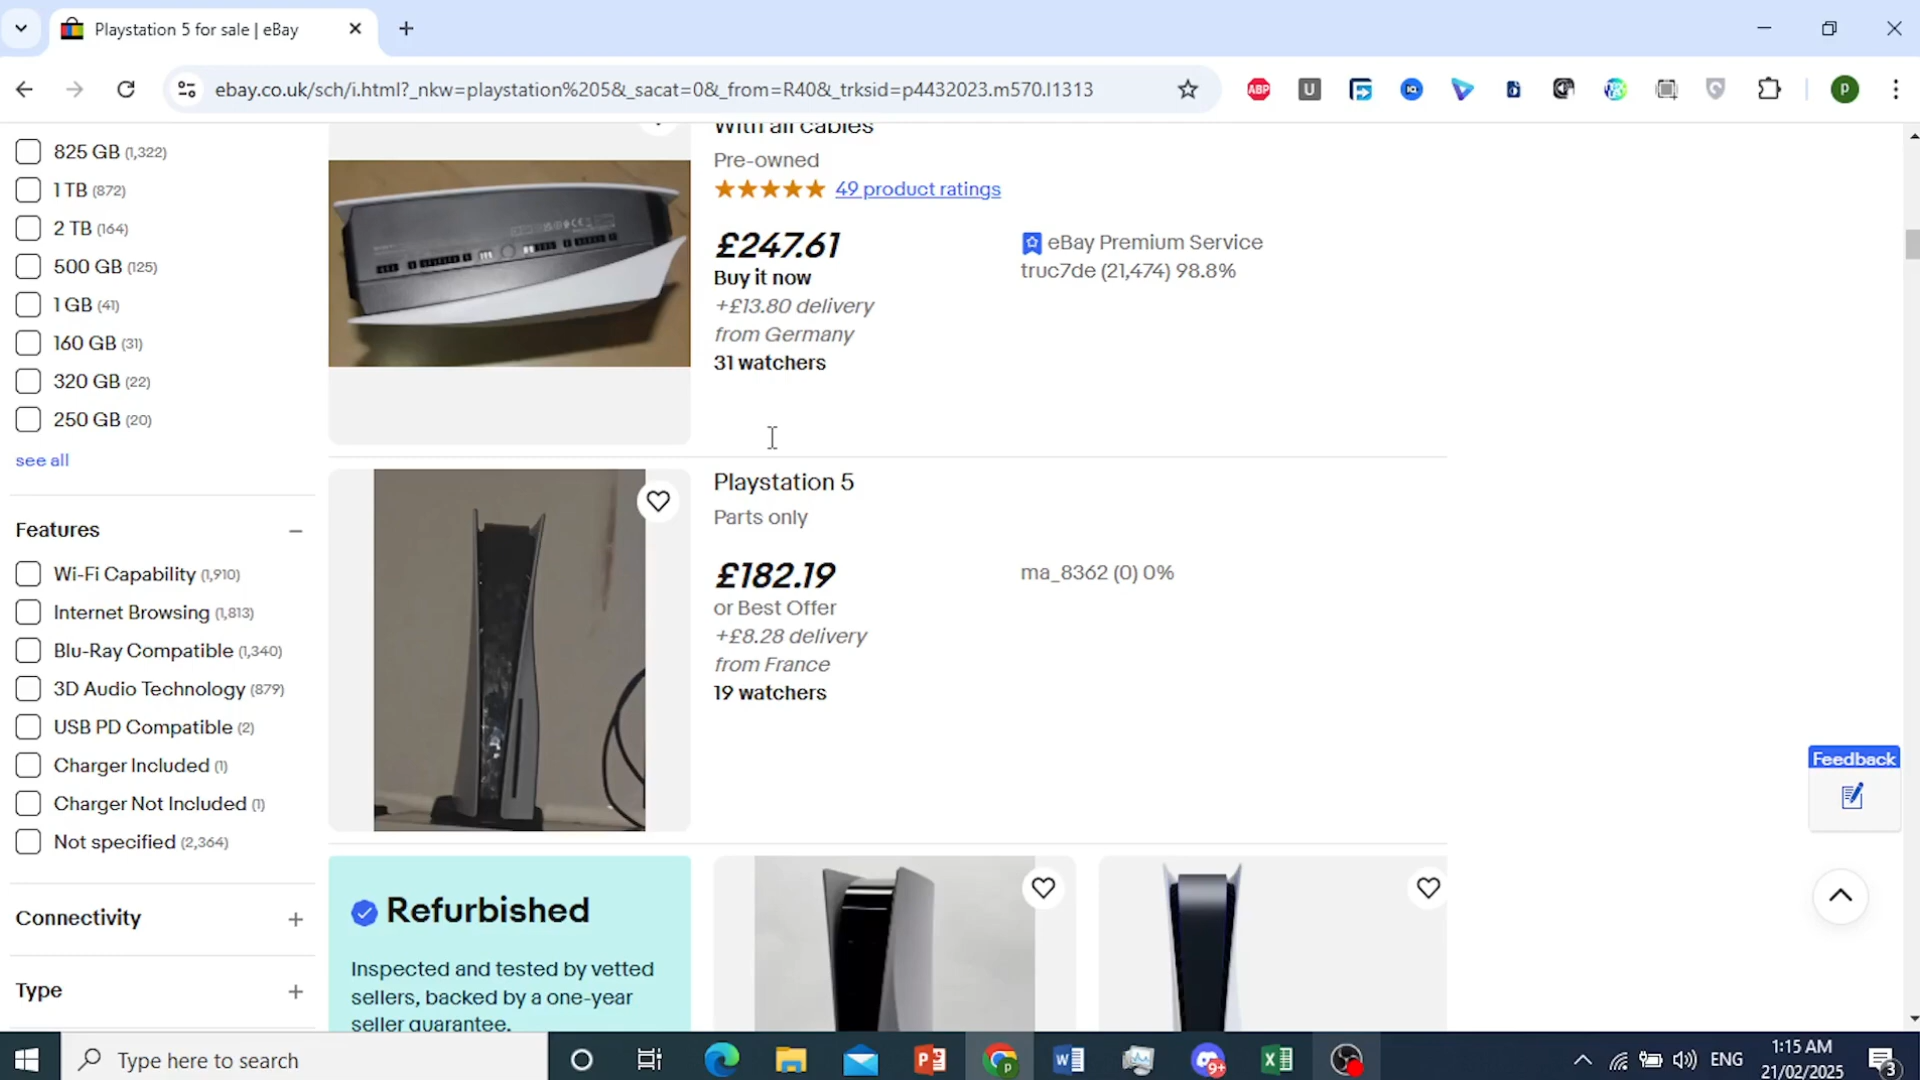 Playstation 5 for sale | eBay
ebay.co.uk/sch/i.html?_nkw=playstation%205&_sacat=0&_from=R40&_trksid=p4432023.m570.l1313
ABP
U
P
825 GB (1,322)
1 TB (872)
2 TB (164)
500 GB (125)
1 GB (41)
160 GB (31)
320 GB (22)
250 GB (20)
see all
Features
Wi-Fi Capability (1,910)
Internet Browsing (1,813)
Blu-Ray Compatible (1,340)
3D Audio Technology (879)
USB PD Compatible (2)
Charger Included (1)
Charger Not Included (1)
Not specified (2,364)
Connectivity
Type
With all cables
Pre-owned
49 product ratings
£247.61
Buy it now
+£13.80 delivery
from Germany
31 watchers
eBay Premium Service
truc7de (21,474) 98.8%
Playstation 5
Parts only
£182.19
or Best Offer
+£8.28 delivery
from France
19 watchers
ma_8362 (0) 0%
Refurbished
Inspected and tested by vetted
sellers, backed by a one-year
seller guarantee.
Feedback
Type here to search
9+
ENG
1:15 AM
21/02/2025
3